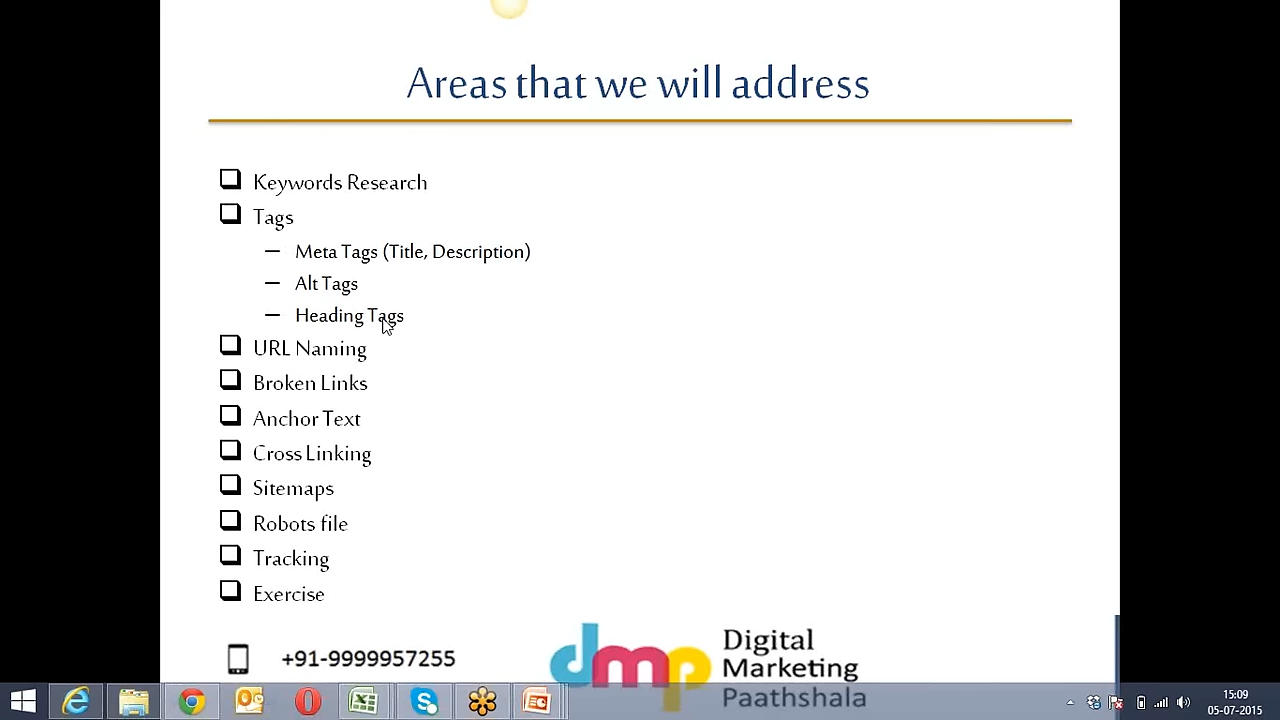 Areas that we will address
Keywords Research
Tags
— Meta Tags (Title, Description)
— Alt Tags
— Heading Tags
URL Naming
Broken Links
Anchor Text
Cross Linking
Sitemaps
Robots file
Tracking
Exercise
+91-9999957255
dmp
Digital
Marketing
Paathshala
15:09
05-07-2015